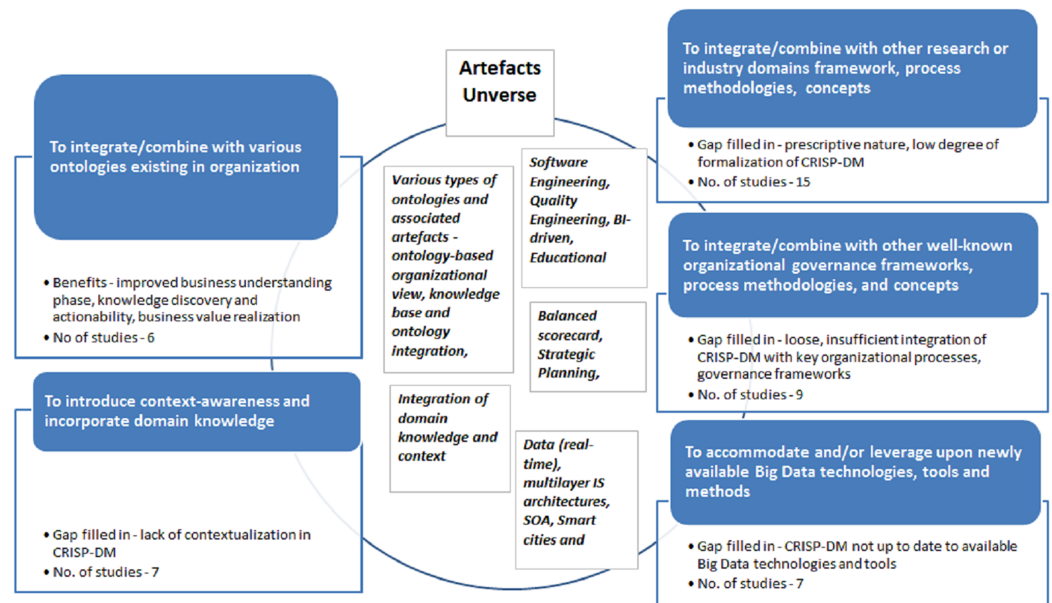 Artefacts
Unverse
To integrate/combine with various
ontologies existing in organization
• Benefits - improved business understanding
phase, knowledge discovery and
actionability, business value realization
• No of studies - 6
To introduce context-awareness and
incorporate domain knowledge
• Gap filled in - lack of contextualization in
CRISP-DM
• No. of studies - 7
Various types of
ontologies and
associated
artefacts -
ontology-based
organizational
view, knowledge
base and
ontology
integration,
Integration of
domain
knowledge and
context
Software
Engineering,
Quality
Engineering, BI-
driven,
Educational
Balanced
scorecard,
Strategic
Planning,
Data (real-
time),
multilayer IS
architectures,
SOA, Smart
cities and
To integrate/combine with other research or
industry domains framework, process
methodologies, concepts
• Gap filled in - prescriptive nature, low degree of
formalization of CRISP-DM
• No. of studies - 15
To integrate/combine with other well-known
organizational governance frameworks,
process methodologies, and concepts
• Gap filled in - loose, insufficient integration of
CRISP-DM with key organizational processes,
governance frameworks
• No. of studies - 9
To accommodate and/or leverage upon newly
available Big Data technologies, tools and
methods
• Gap filled in - CRISP-DM not up to date to available
Big Data technologies and tools
• No. of studies - 7